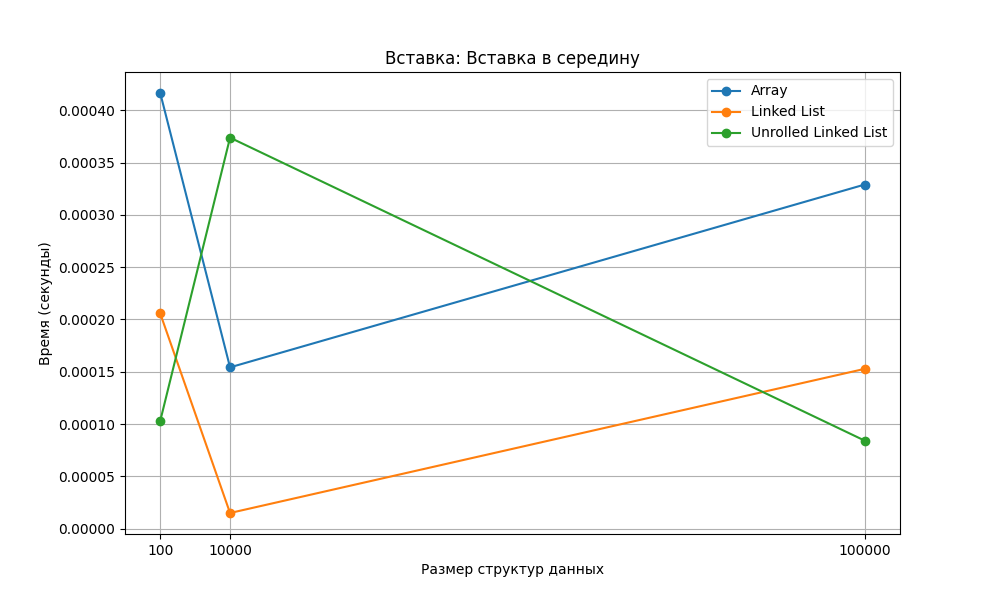 Вставка: Вставка в середину
Array
Linked List
Unrolled Linked List
Время (секунды)
0.00040
0.00035
0.00030
0.00025
0.00020
0.00015
0.00010
0.00005
0.00000
100
10000
100000
Размер структур данных